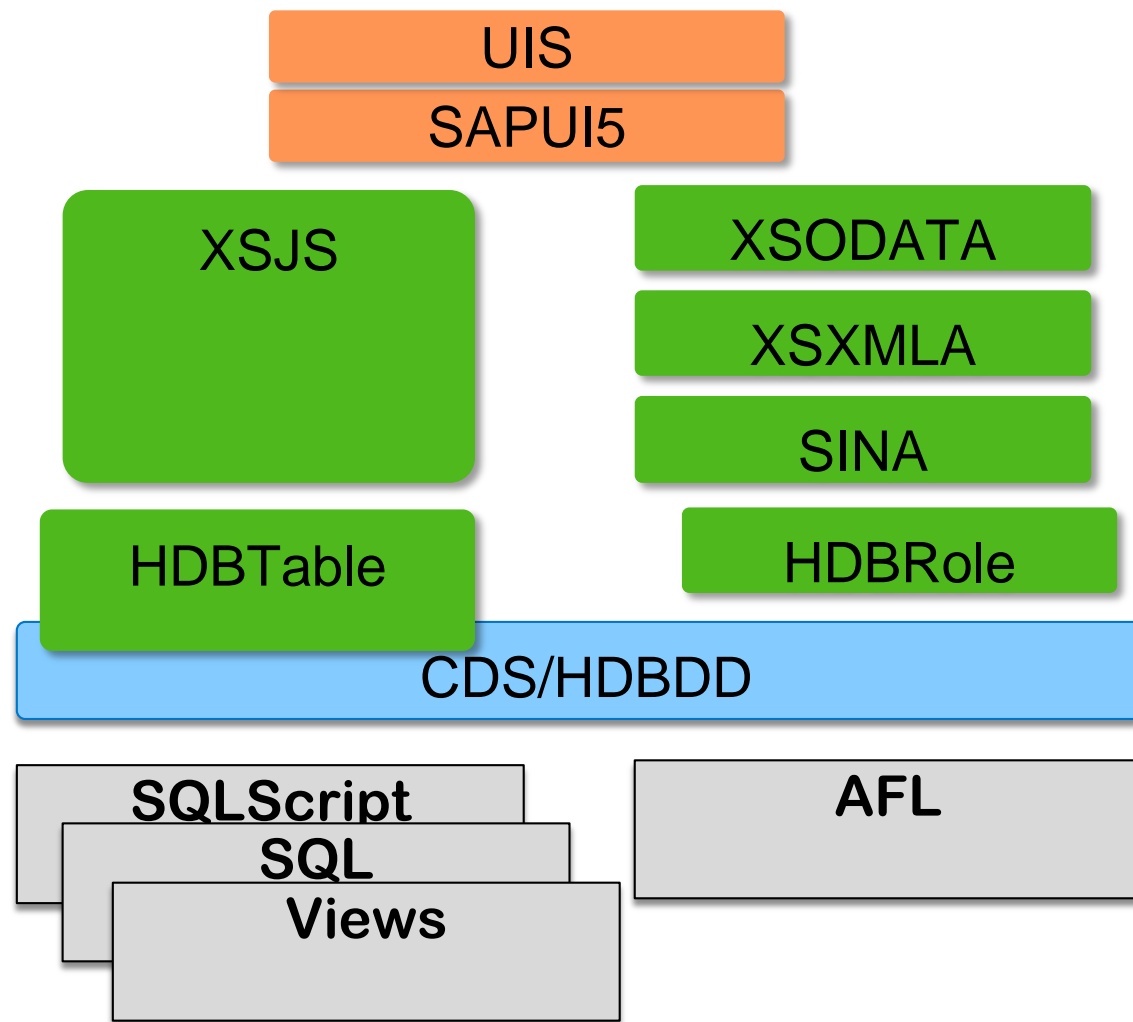 UIS
SAPUI5
XSJS
XSODATA
XSXMLA
SINA
HDBTable
HDBRole
CDS/HDBDD
SQLScript
AFL
SQL
Views